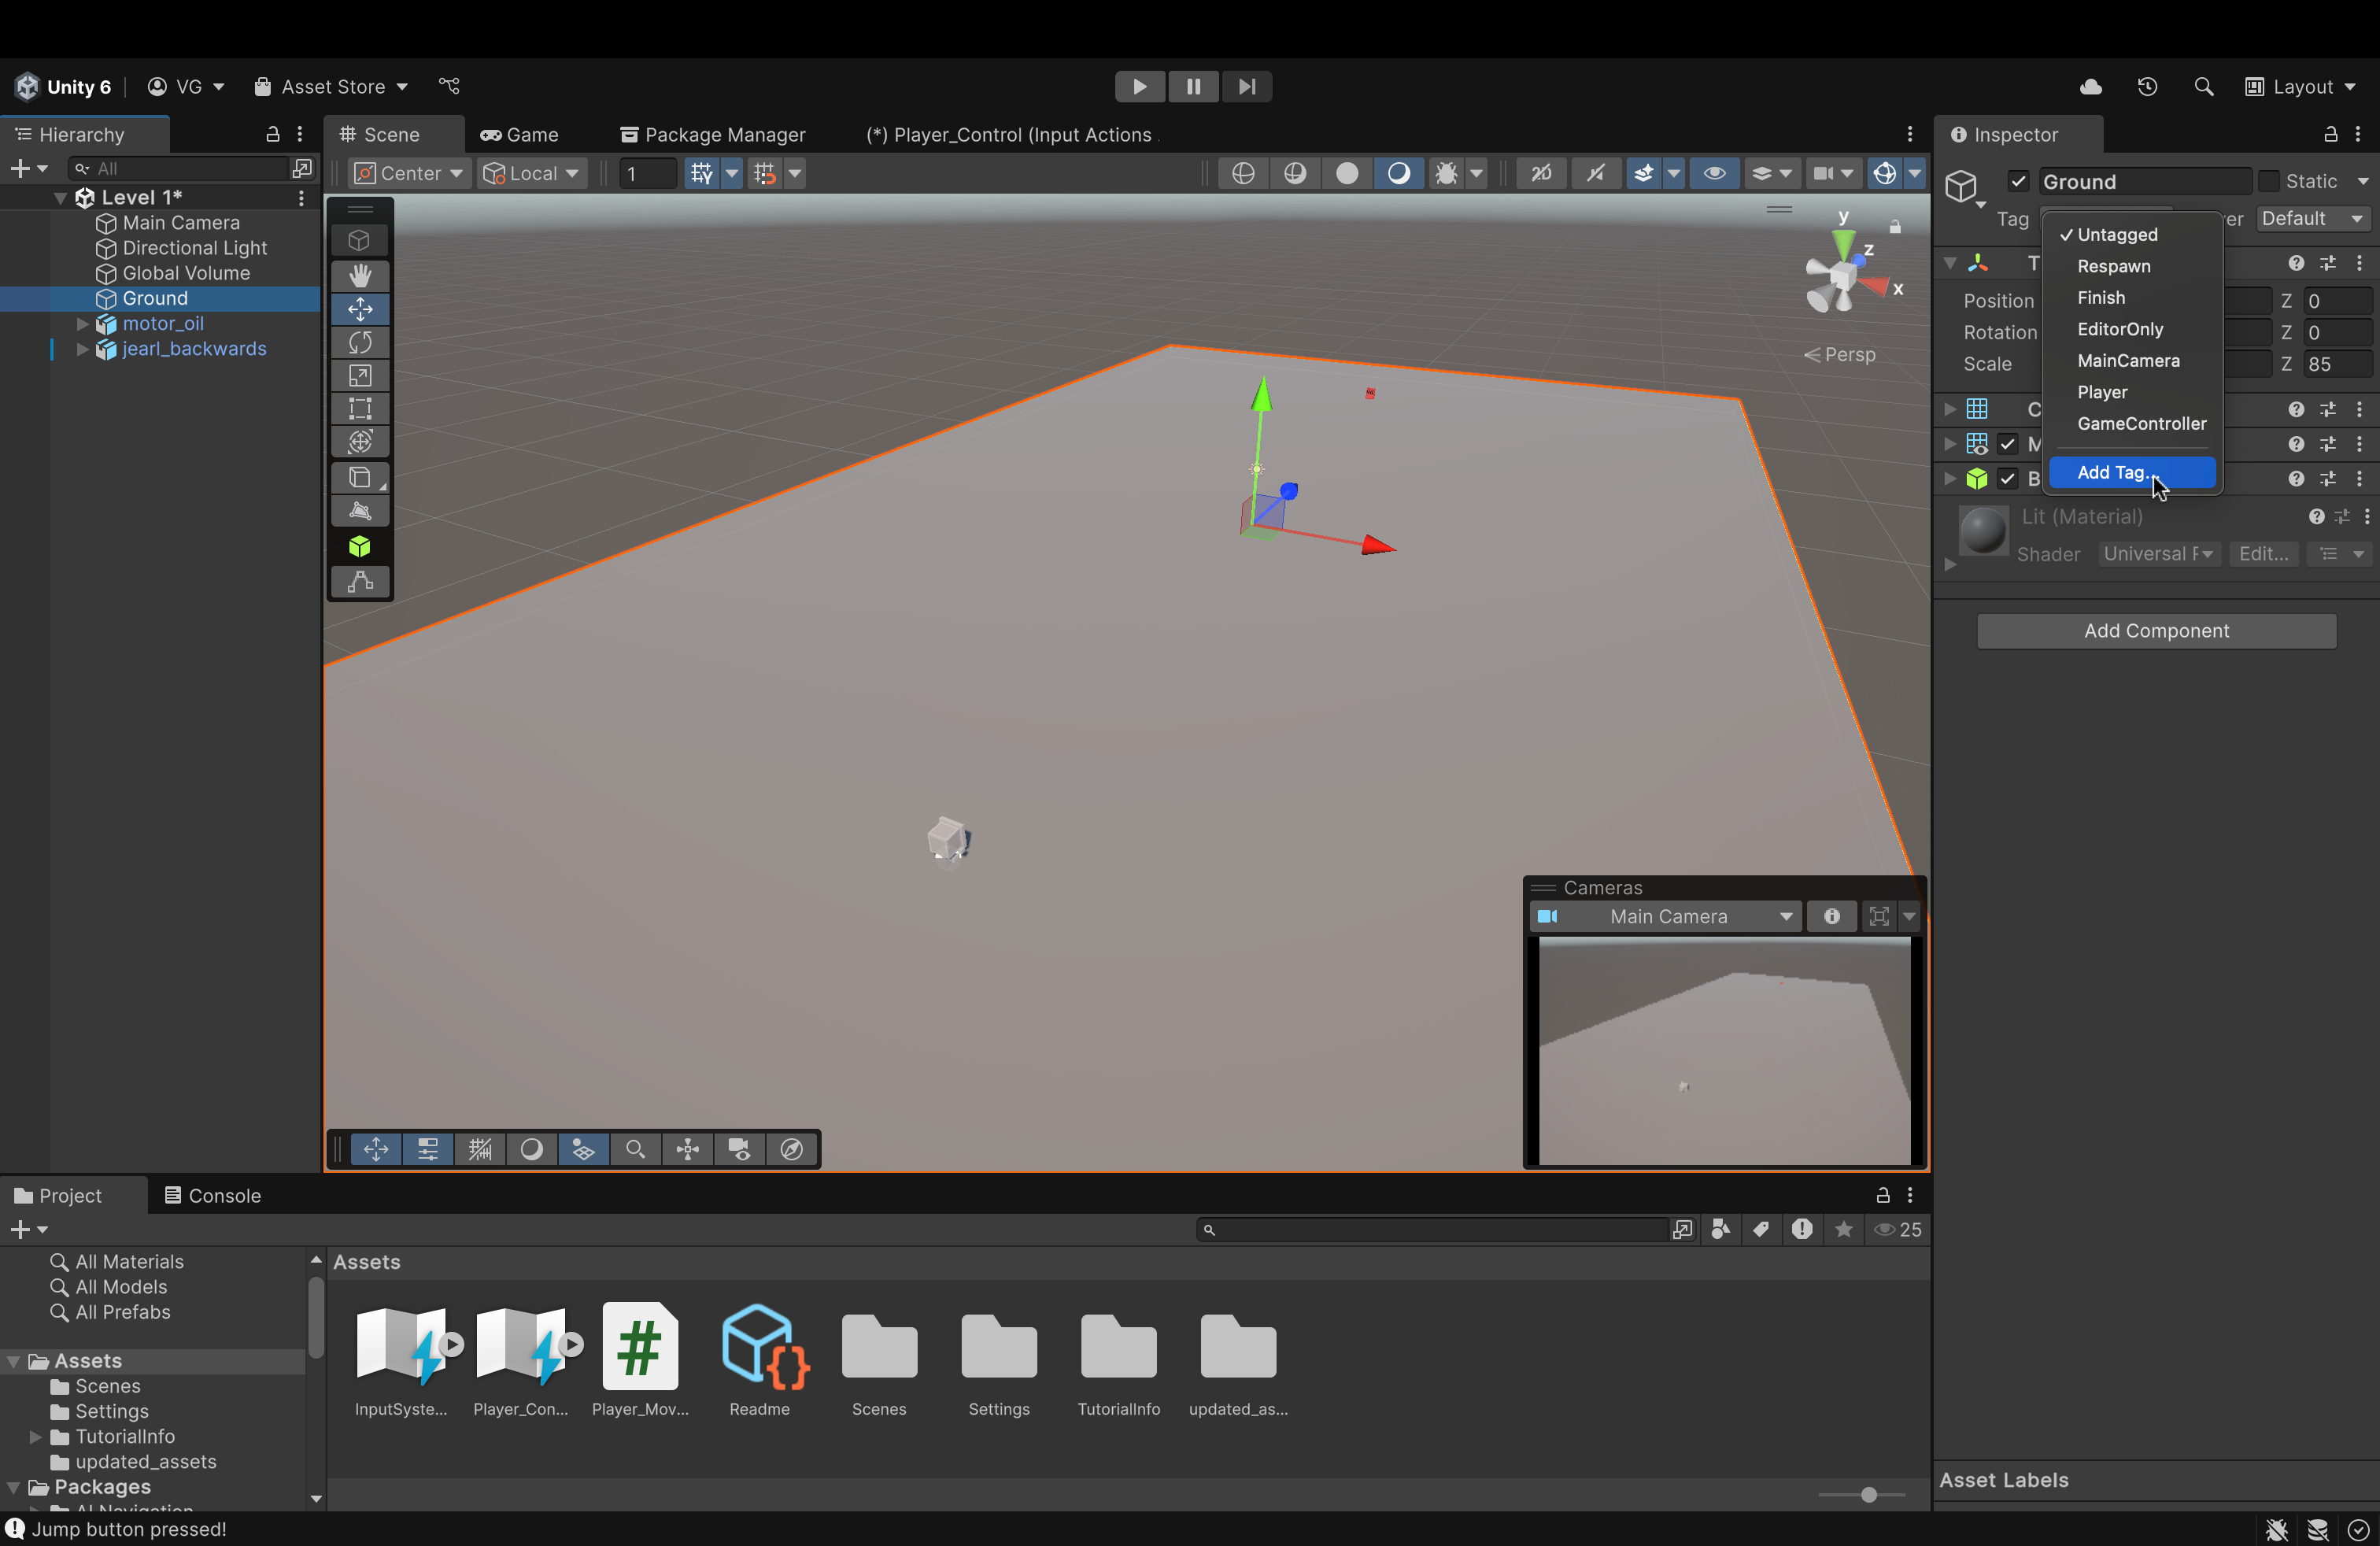 Unity 6 VG Asset Store Layout
Hierarchy
All
Level 1*
Main Camera
Directional Light
Global Volume
Ground
motor_oil
jearl_backwards
Scene Game Package Manager (*) Player_Control (Input Actions
Center Local 1 2D
y
z
x
Persp
Cameras
Main Camera
Inspector
Ground Static
Tag er Default
Untagged
Respawn
Finish
EditorOnly
MainCamera
Player
GameController
Add Tag...
T
Position Z 0
Rotation Z 0
Scale Z 85
C
M
B
Lit (Material)
Shader Universal F Edit...
Add Component
Asset Labels
Project Console
25
All Materials
All Models
All Prefabs
Assets
Scenes
Settings
TutorialInfo
updated_assets
Packages
AI Navigation
Assets
InputSyste... Player_Con... Player_Mov... Readme Scenes Settings TutorialInfo updated_as...
Jump button pressed!